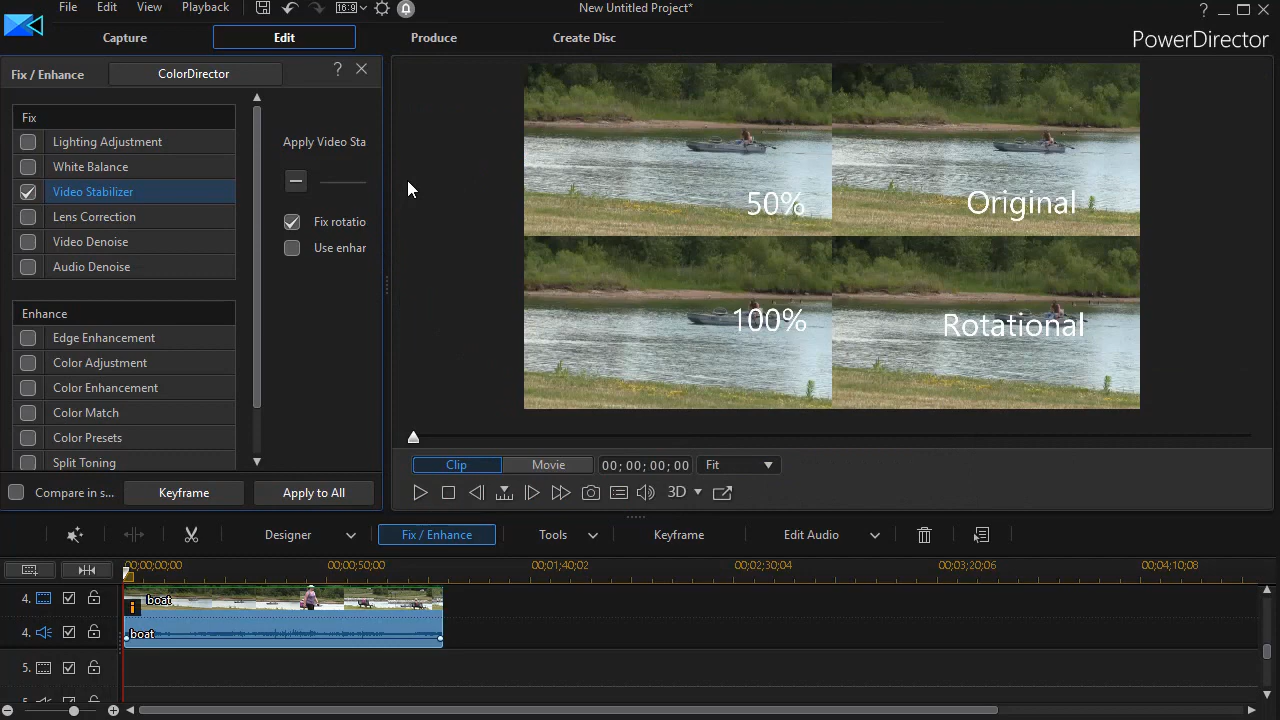 File Edit View Playback 16:9 New Untitled Project* ?
Capture Edit Produce Create Disc PowerDirector
Fix / Enhance ColorDirector ?
Fix
Lighting Adjustment
White Balance
Video Stabilizer
Lens Correction
Video Denoise
Audio Denoise
Enhance
Edge Enhancement
Color Adjustment
Color Enhancement
Color Match
Color Presets
Split Toning
Apply Video Sta
Fix rotatio
Use enhar
Compare in s... Keyframe Apply to All
50% Original
100% Rotational
Clip Movie 00;00;00;00 Fit
3D
Designer Fix / Enhance Tools Keyframe Edit Audio
00;00;00;00 00;00;50;00 00;01;40;02 00;02;30;04 00;03;20;06 00;04;10;08
4. boat
4. boat
5.